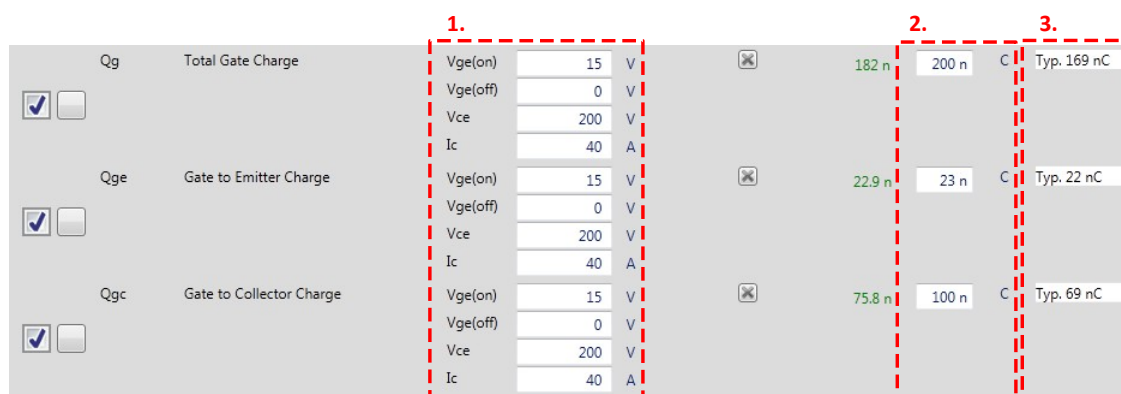 1. 2. 3.
Qg Total Gate Charge Vge(on) 15 V 182 n 200 n C Typ. 169 nC
Vge(off) 0 V
Vce 200 V
Ic 40 A
Qge Gate to Emitter Charge Vge(on) 15 V 22.9 n 23 n C Typ. 22 nC
Vge(off) 0 V
Vce 200 V
Ic 40 A
Qgc Gate to Collector Charge Vge(on) 15 V 75.8 n 100 n C Typ. 69 nC
Vge(off) 0 V
Vce 200 V
Ic 40 A